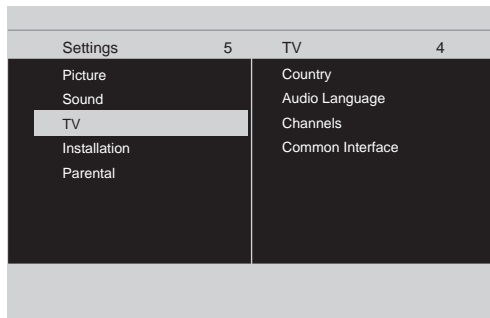 Settings 5 TV 4
Picture Country
Sound Audio Language
TV Channels
Installation Common Interface
Parental